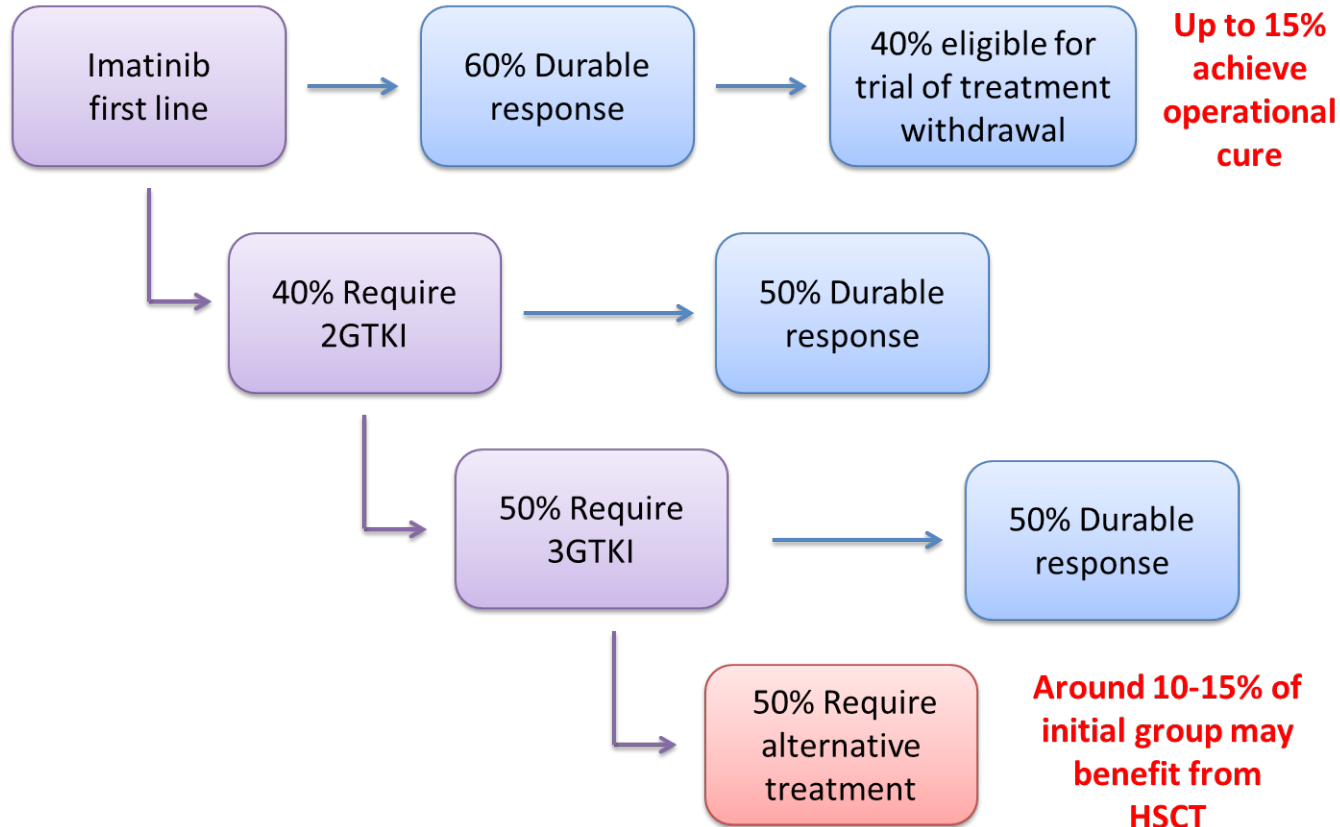 Imatinib
first line
60% Durable
response
40% eligible for
trial of treatment
withdrawal
Up to 15%
achieve
operational
cure
40% Require
2GTKI
50% Durable
response
50% Require
3GTKI
50% Durable
response
50% Require
alternative
treatment
Around 10-15% of
initial group may
benefit from
HSCT